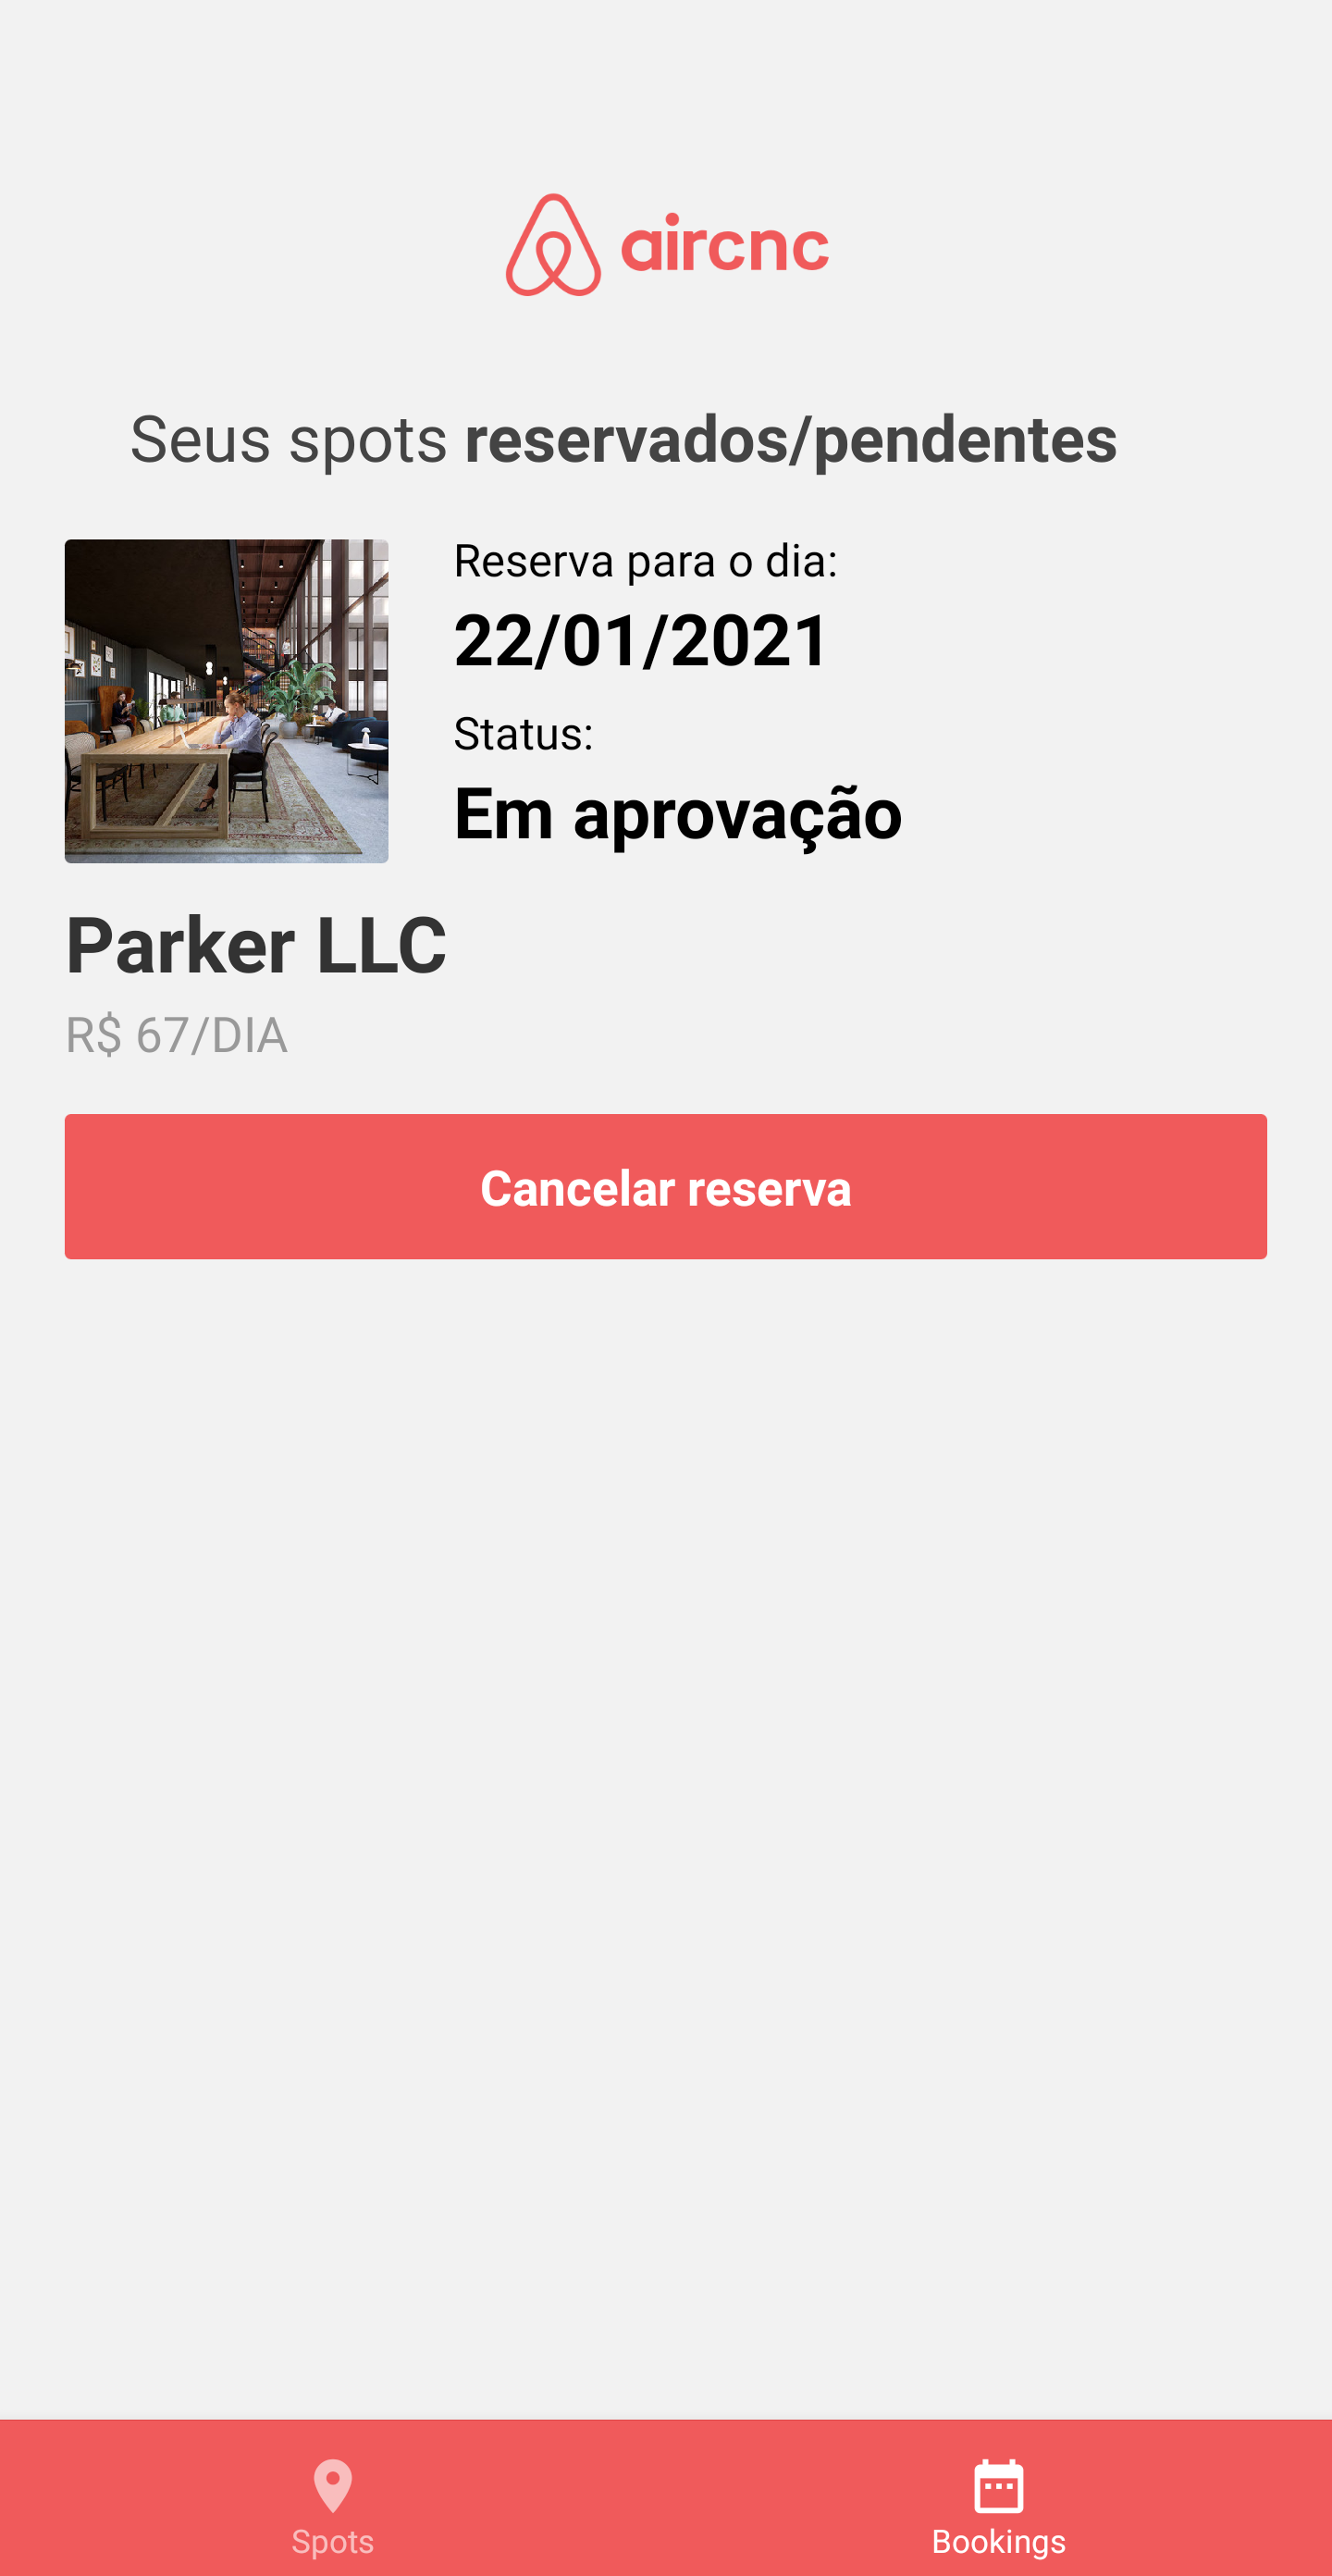 aircnc
Seus spots reservados/pendentes
Reserva para o dia:
22/01/2021
Status:
Em aprovação
Parker LLC
R$ 67/DIA
Cancelar reserva
Spots
Bookings